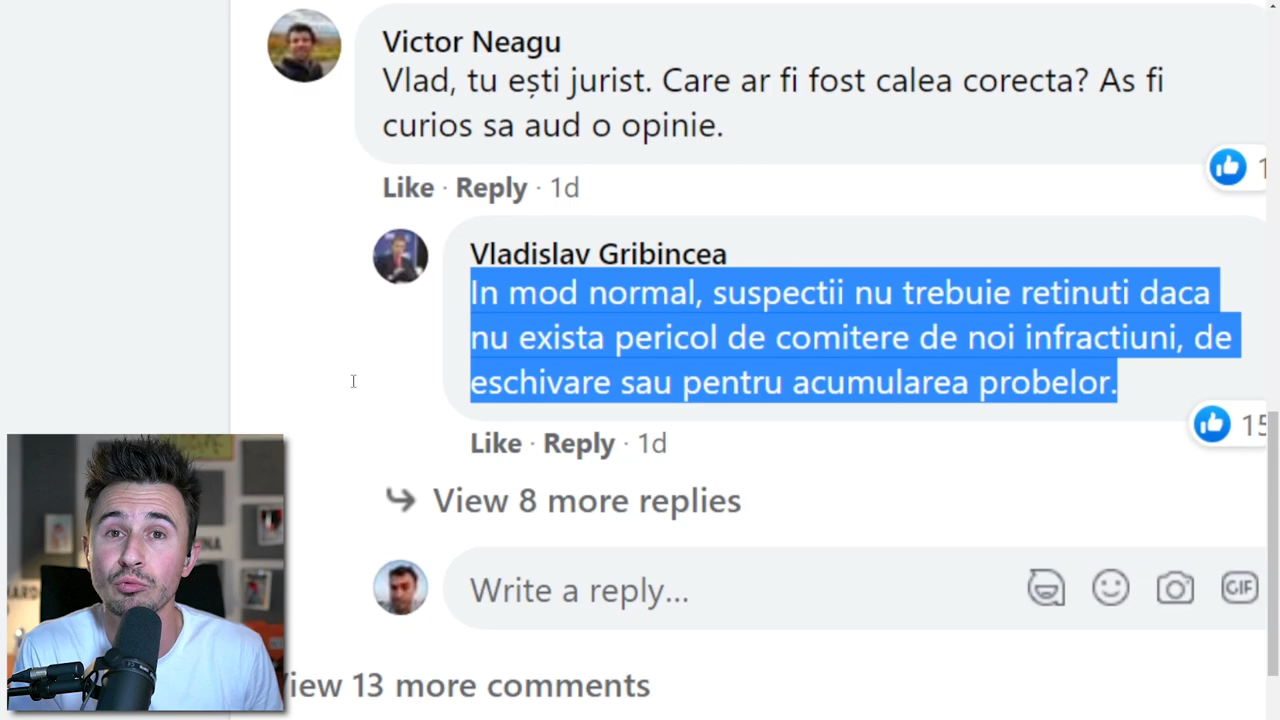 Victor Neagu
Vlad, tu ești jurist. Care ar fi fost calea corecta? As fi
curios sa aud o opinie.
1
Like · Reply · 1d
Vladislav Gribincea
In mod normal, suspectii nu trebuie retinuti daca
nu exista pericol de comitere de noi infractiuni, de
eschivare sau pentru acumularea probelor.
15
Like · Reply · 1d
View 8 more replies
Write a reply...
GIF
iew 13 more comments